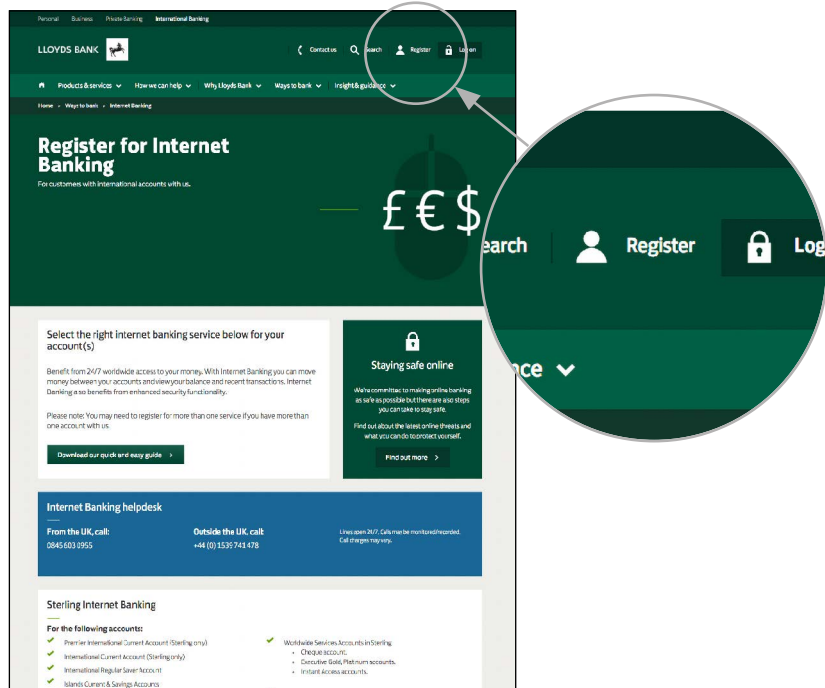 Personal Business Private Banking International Banking
LLOYDS BANK
Contact us Search Register Log on
Products & services How we can help Why Lloyds Bank Ways to bank Insight & guidance
Home Ways to bank Internet Banking
Register for Internet
Banking
For customers with international accounts with us.
£ € $
earch Register Log
nce
Select the right internet banking service below for your
account(s)
Benefit from 24/7 worldwide access to your money. With Internet Banking you can move
money between your accounts and view your balance and recent transactions. Internet
Banking also benefits from enhanced security functionality.
Please note: You may need to register for more than one service if you have more than
one account with us.
Download our quick and easy guide
Staying safe online
We're committed to making online banking
as safe as possible but there are also steps
you can take to stay safe.
Find out about the latest online threats and
what you can do to protect yourself.
Find out more
Internet Banking helpdesk
From the UK, call:
0845 603 0955
Outside the UK, call:
+44 (0) 1539 741 478
Lines open 24/7. Calls may be monitored/recorded.
Call charges may vary.
Sterling Internet Banking
For the following accounts:
Premier International Current Account (Sterling only)
International Current Account (Sterling only)
International Regular Saver Account
Islands Current & Savings Accounts
Worldwide Services Accounts in Sterling
Cheque account.
Executive Gold, Platinum accounts.
Instant Access accounts.